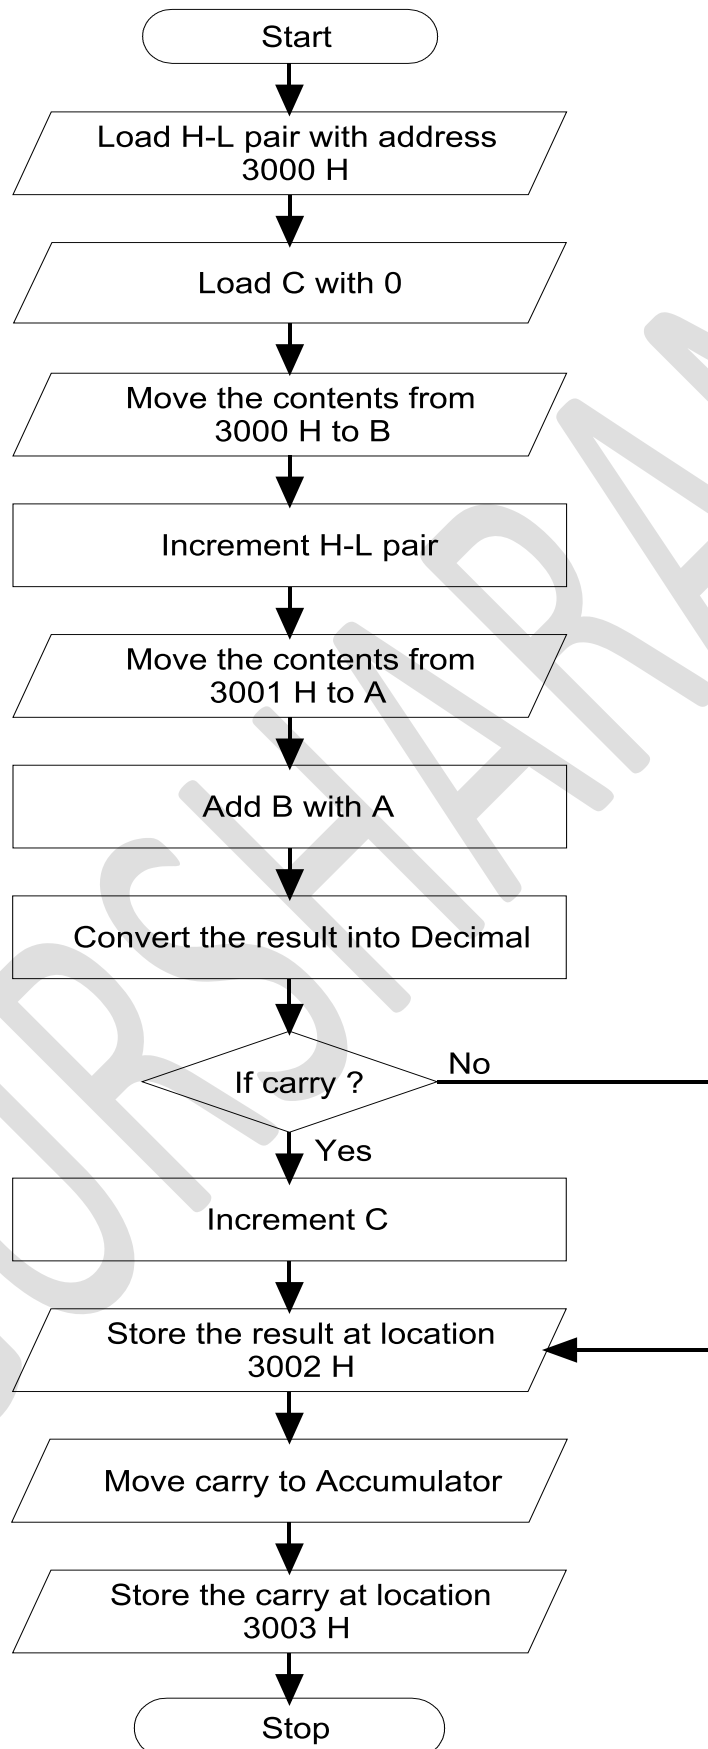 Start
Load H-L pair with address
3000 H
Load C with 0
Move the contents from
3000 H to B
Increment H-L pair
Move the contents from
3001 H to A
Add B with A
Convert the result into Decimal
If carry ?
No
Yes
Increment C
Store the result at location
3002 H
Move carry to Accumulator
Store the carry at location
3003 H
Stop